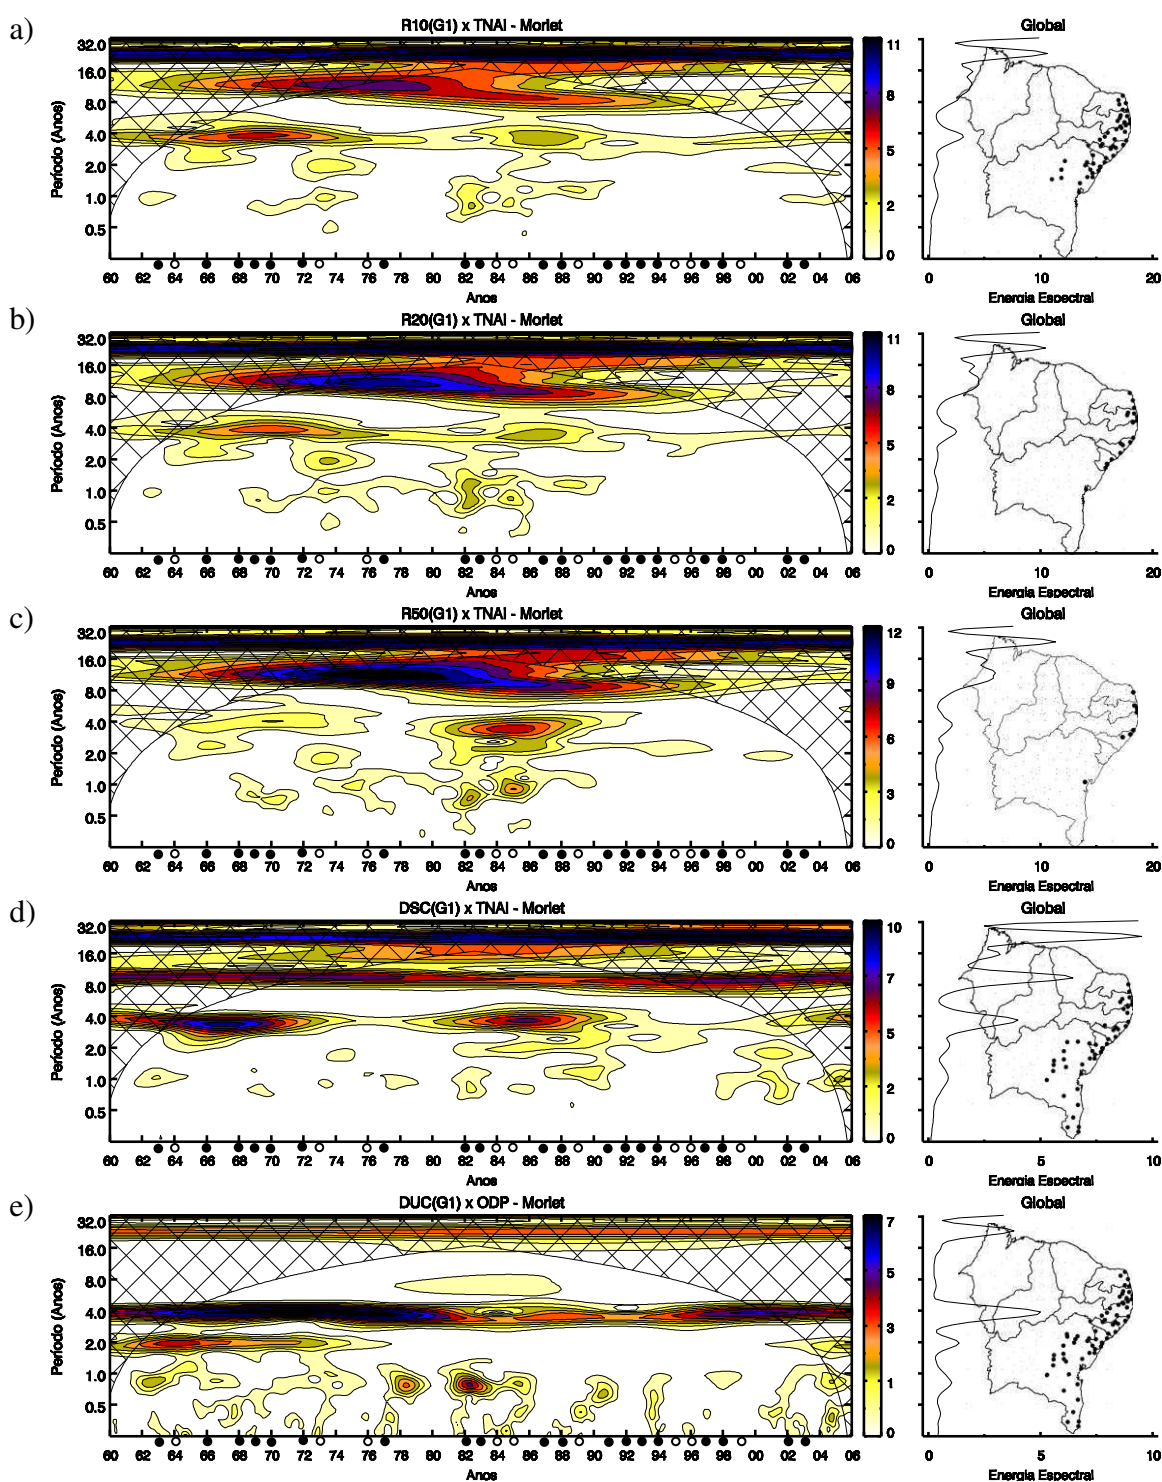 a)
R10(G1) x TNAI - Morlet
Global
32.0
16.0
8.0
4.0
2.0
1.0
0.5
Período (Anos)
60 62 64 66 68 70 72 74 76 78 80 82 84 86 88 90 92 94 96 98 00 02 04 06
Anos
11
8
5
2
0
0 10 20
Energia Espectral
b)
R20(G1) x TNAI - Morlet
Global
32.0
16.0
8.0
4.0
2.0
1.0
0.5
Período (Anos)
60 62 64 66 68 70 72 74 76 78 80 82 84 86 88 90 92 94 96 98 00 02 04 06
Anos
11
8
5
2
0
0 10 20
Energia Espectral
c)
R50(G1) x TNAI - Morlet
Global
32.0
16.0
8.0
4.0
2.0
1.0
0.5
Período (Anos)
60 62 64 66 68 70 72 74 76 78 80 82 84 86 88 90 92 94 96 98 00 02 04 06
Anos
12
9
6
3
0
0 10 20
Energia Espectral
d)
DSC(G1) x TNAI - Morlet
Global
32.0
16.0
8.0
4.0
2.0
1.0
0.5
Período (Anos)
60 62 64 66 68 70 72 74 76 78 80 82 84 86 88 90 92 94 96 98 00 02 04 06
Anos
10
7
5
2
0
0 5 10
Energia Espectral
e)
DUC(G1) x ODP - Morlet
Global
32.0
16.0
8.0
4.0
2.0
1.0
0.5
Período (Anos)
60 62 64 66 68 70 72 74 76 78 80 82 84 86 88 90 92 94 96 98 00 02 04 06
Anos
7
5
3
1
0
0 5 10
Energia Espectral